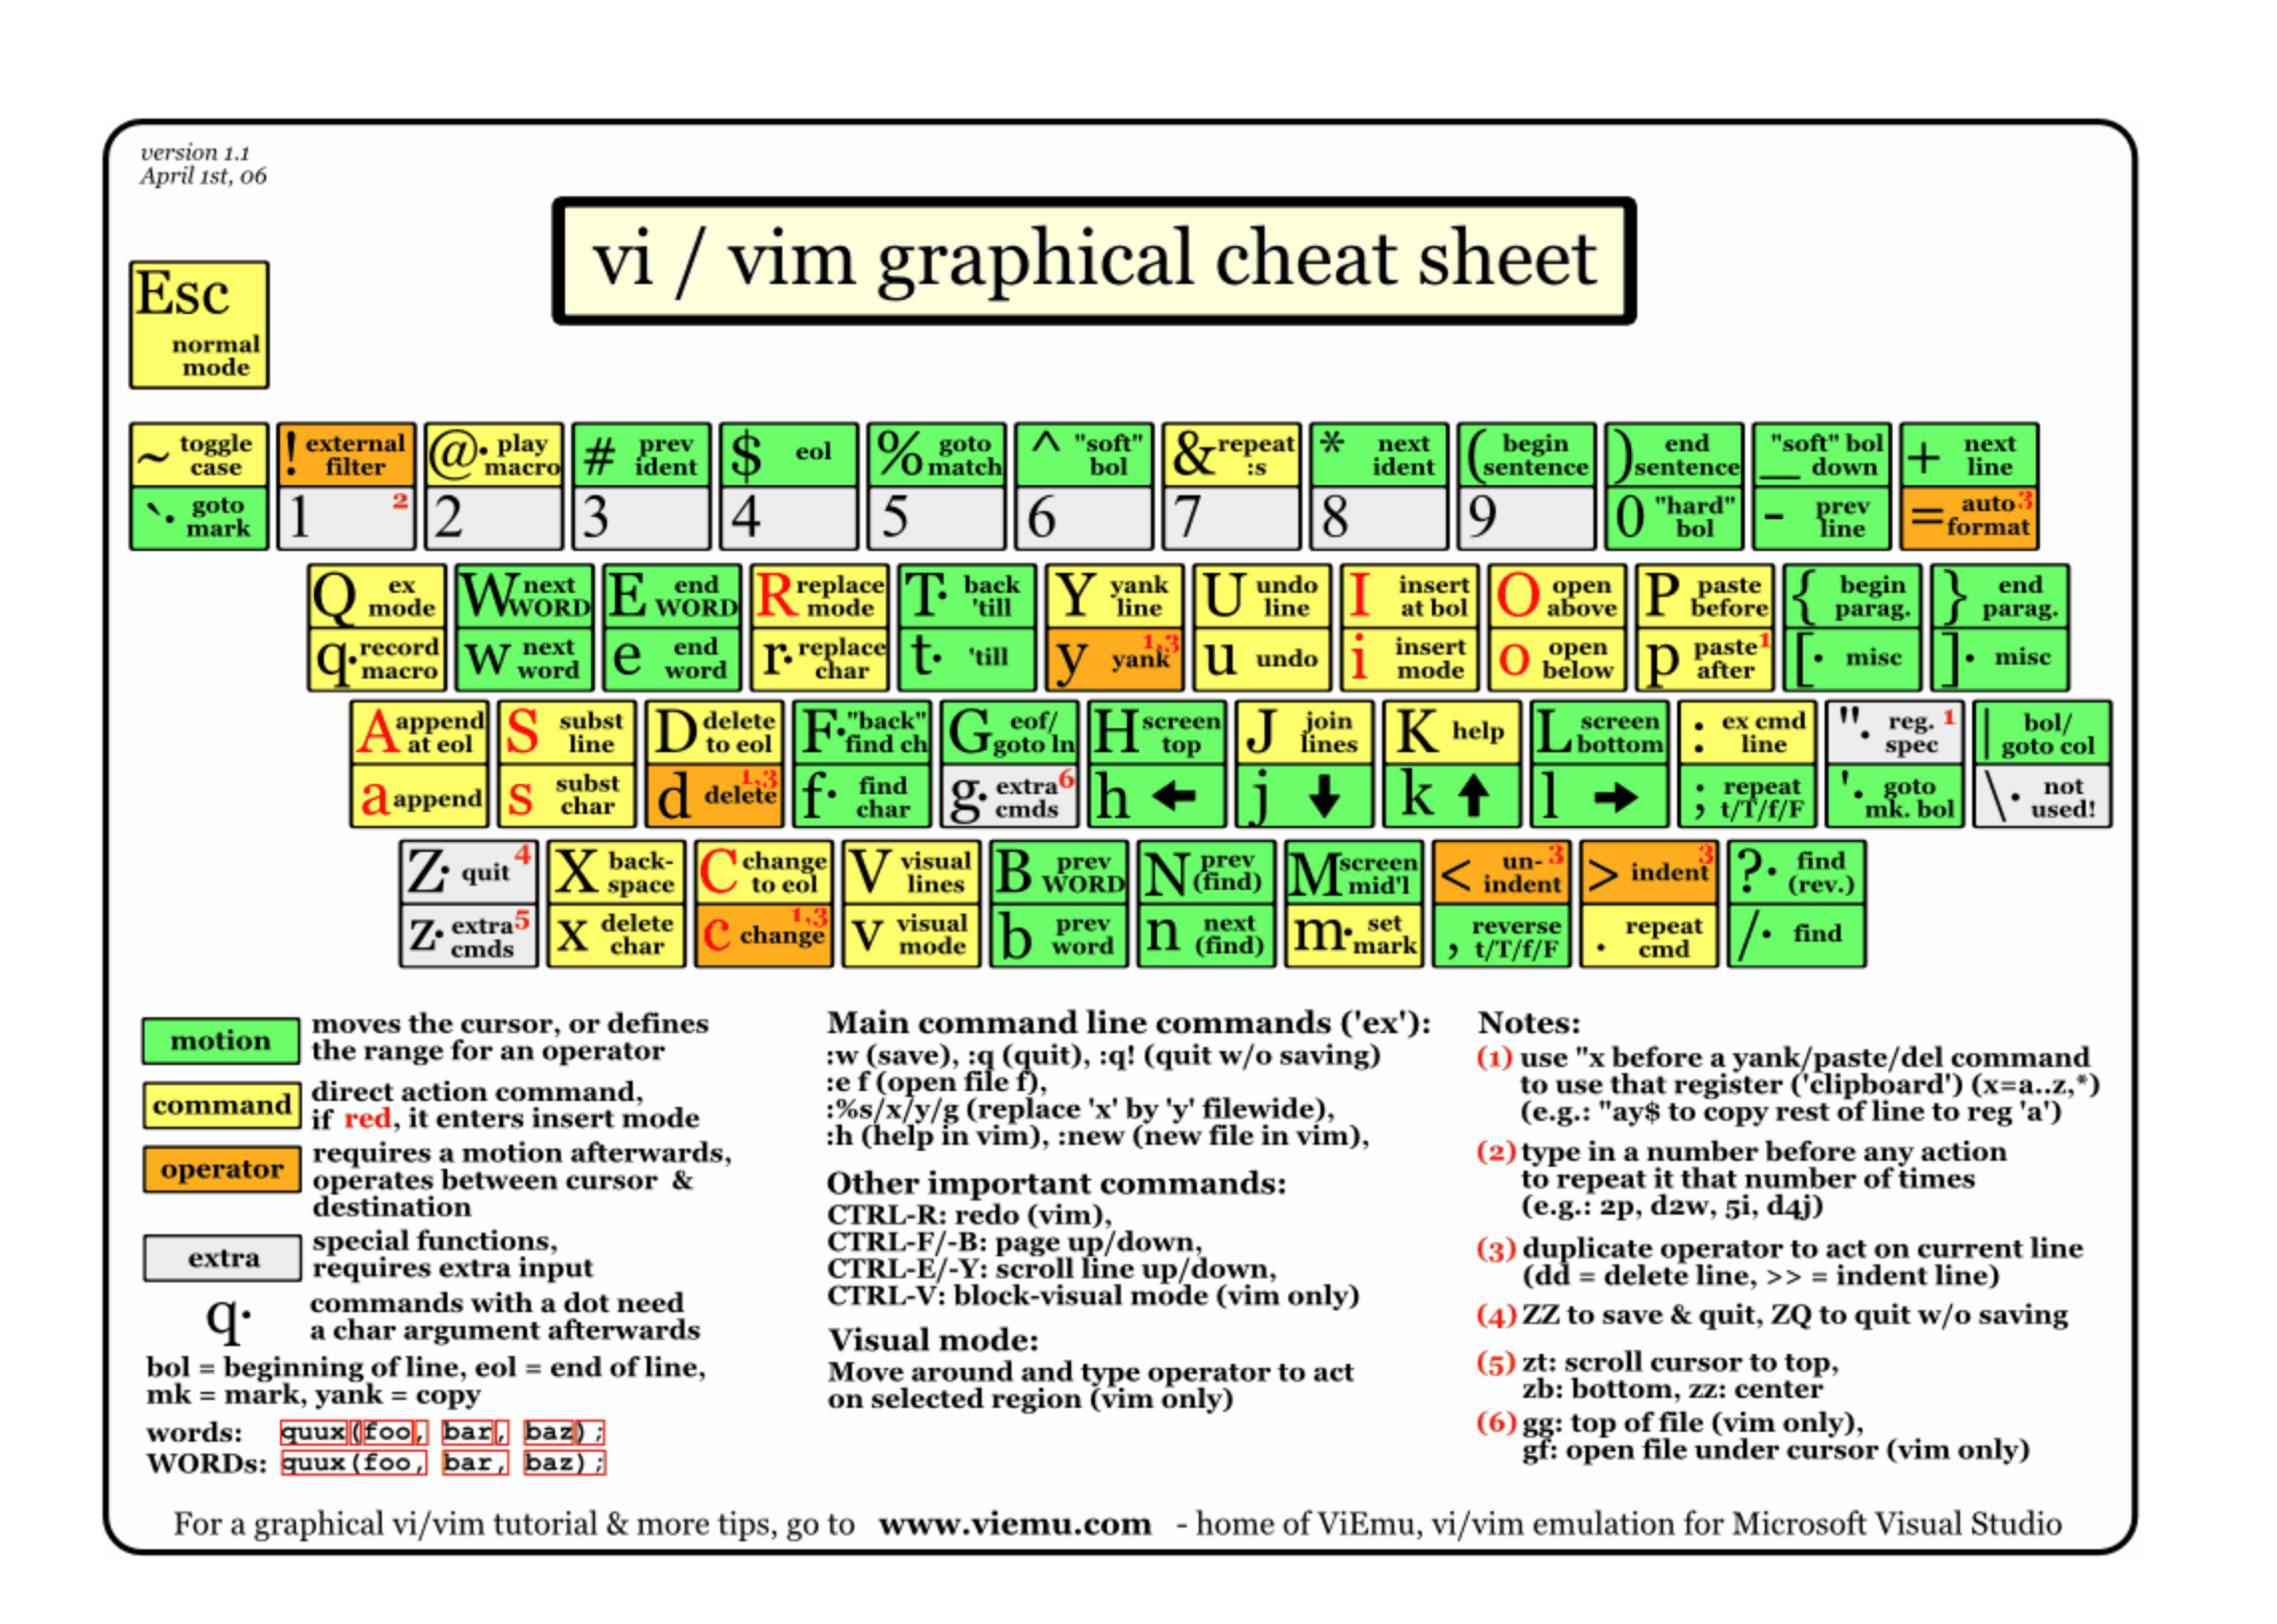 version 1.1
April 1st, 06
vi / vim graphical cheat sheet
Esc
normal
mode
~ toggle
case
! external
filter
@· play
macro
# prev
ident
$ eol
% goto
match
^ "soft"
bol
& repeat
:s
* next
ident
( begin
sentence
) end
sentence
_ "soft" bol
down
+ next
line
`· goto
mark
1 2
2
3
4
5
6
7
8
9
0 "hard"
bol
- prev
line
= auto 3
format
Q ex
mode
W next
WORD
E end
WORD
R replace
mode
T· back
'till
Y yank
line
U undo
line
I insert
at bol
O open
above
P paste
before
{ begin
parag.
} end
parag.
q· record
macro
w next
word
e end
word
r· replace
char
t· 'till
y yank 1,3
u undo
i insert
mode
o open
below
p paste 1
after
[· misc
]· misc
A append
at eol
S subst
line
D delete
to eol
F· "back"
find ch
G eof/
goto ln
H screen
top
J join
lines
K help
L screen
bottom
: ex cmd
line
"· reg. 1
spec
| bol/
goto col
a append
s subst
char
d delete 1,3
f· find
char
g· extra 6
cmds
h ←
j ↓
k ↑
l →
; repeat
t/T/f/F
'· goto
mk. bol
\· not
used!
Z· quit 4
X back-
space
C change
to eol
V visual
lines
B prev
WORD
N prev
(find)
M screen
mid'l
< un- 3
indent
> indent 3
?· find
(rev.)
z· extra 5
cmds
x delete
char
c change 1,3
v visual
mode
b prev
word
n next
(find)
m· set
mark
, reverse
t/T/f/F
. repeat
cmd
/· find
motion
moves the cursor, or defines
the range for an operator
command
direct action command,
if red, it enters insert mode
operator
requires a motion afterwards,
operates between cursor &
destination
extra
special functions,
requires extra input
q·
commands with a dot need
a char argument afterwards
bol = beginning of line, eol = end of line,
mk = mark, yank = copy
words: quux(foo, bar, baz);
WORDs: quux(foo, bar, baz);
Main command line commands ('ex'):
:w (save), :q (quit), :q! (quit w/o saving)
:e f (open file f),
:%s/x/y/g (replace 'x' by 'y' filewide),
:h (help in vim), :new (new file in vim),
Other important commands:
CTRL-R: redo (vim),
CTRL-F/-B: page up/down,
CTRL-E/-Y: scroll line up/down,
CTRL-V: block-visual mode (vim only)
Visual mode:
Move around and type operator to act
on selected region (vim only)
Notes:
(1) use "x before a yank/paste/del command
to use that register ('clipboard') (x=a..z,*)
(e.g.: "ay$ to copy rest of line to reg 'a')
(2) type in a number before any action
to repeat it that number of times
(e.g.: 2p, d2w, 5i, d4j)
(3) duplicate operator to act on current line
(dd = delete line, >> = indent line)
(4) ZZ to save & quit, ZQ to quit w/o saving
(5) zt: scroll cursor to top,
zb: bottom, zz: center
(6) gg: top of file (vim only),
gf: open file under cursor (vim only)
For a graphical vi/vim tutorial & more tips, go to www.viemu.com - home of ViEmu, vi/vim emulation for Microsoft Visual Studio